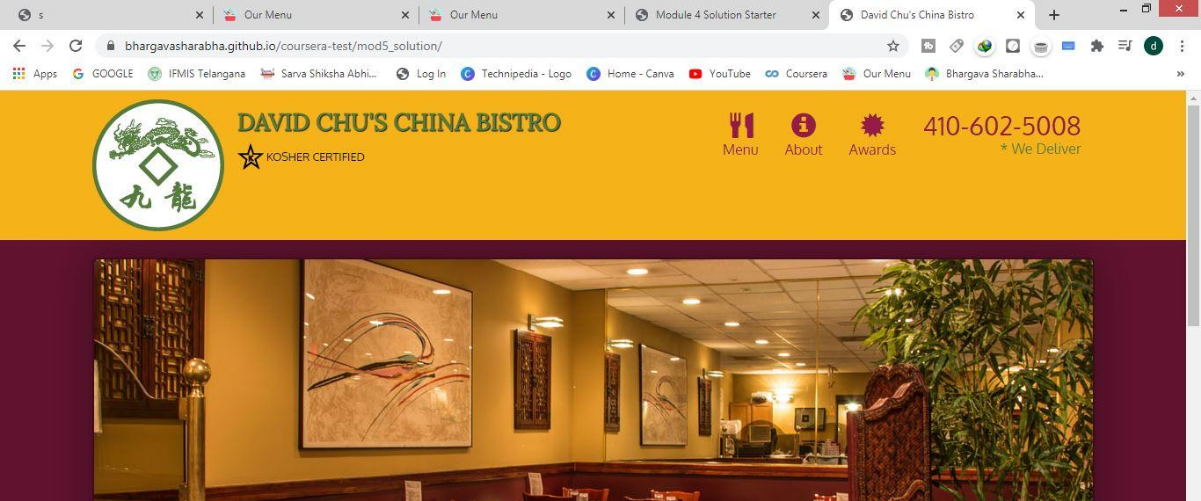 s
Our Menu
Our Menu
Module 4 Solution Starter
David Chu's China Bistro
bhargavasharabha.github.io/coursera-test/mod5_solution/
d
Apps
GOOGLE
IFMIS Telangana
Sarva Shiksha Abhi...
Log In
Technipedia - Logo
Home - Canva
YouTube
Coursera
Our Menu
Bhargava Sharabha...
九 龍
DAVID CHU'S CHINA BISTRO
K
KOSHER CERTIFIED
Menu
About
Awards
410-602-5008
* We Deliver